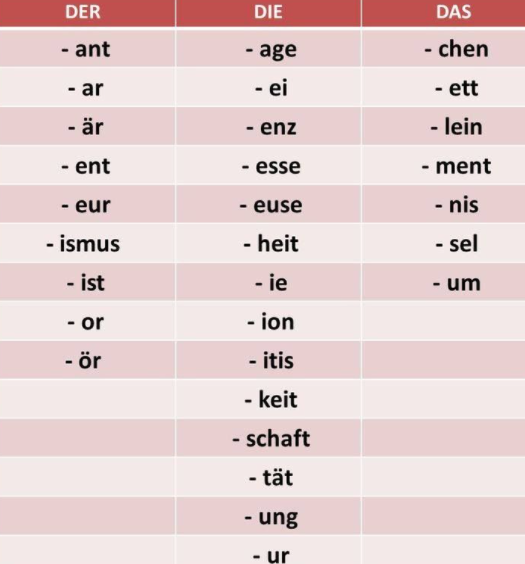 DER DIE DAS
- ant - age - chen
- ar - ei - ett
- är - enz - lein
- ent - esse - ment
- eur - euse - nis
- ismus - heit - sel
- ist - ie - um
- or - ion
- ör - itis
- keit
- schaft
- tät
- ung
- ur